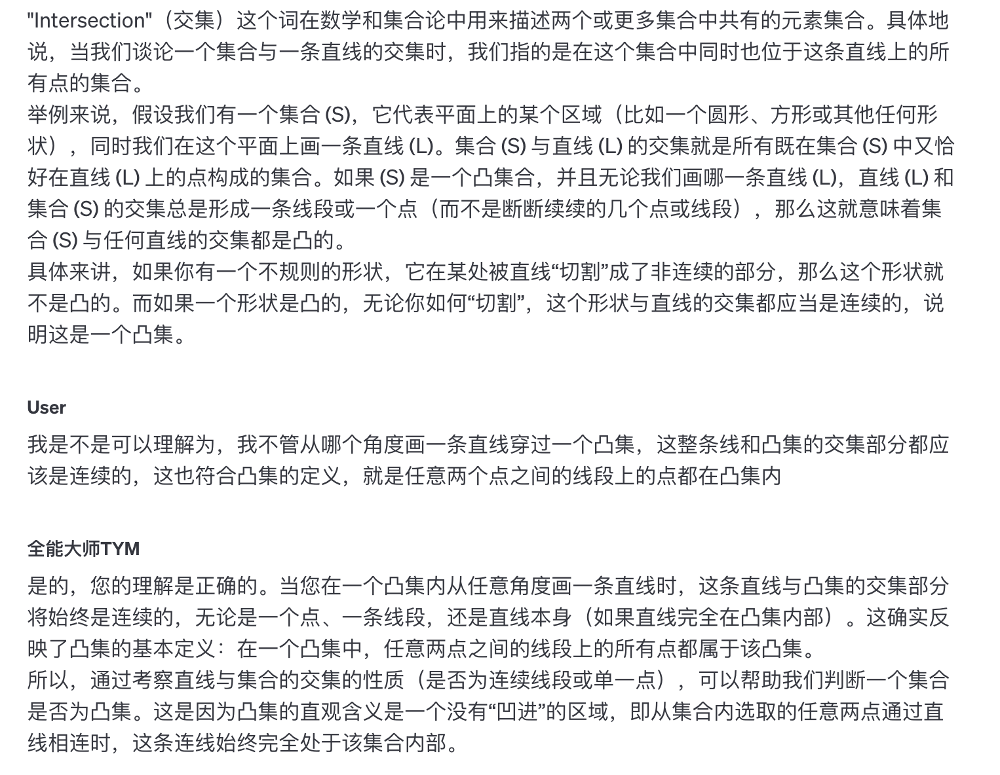 "Intersection"（交集）这个词在数学和集合论中用来描述两个或更多集合中共有的元素集合。具体地
说，当我们谈论一个集合与一条直线的交集时，我们指的是在这个集合中同时也位于这条直线上的所
有点的集合。
举例来说，假设我们有一个集合 (S)，它代表平面上的某个区域（比如一个圆形、方形或其他任何形
状），同时我们在这个平面上画一条直线 (L)。集合 (S) 与直线 (L) 的交集就是所有既在集合 (S) 中又恰
好在直线 (L) 上的点构成的集合。如果 (S) 是一个凸集合，并且无论我们画哪一条直线 (L)，直线 (L) 和
集合 (S) 的交集总是形成一条线段或一个点（而不是断断续续的几个点或线段），那么这就意味着集
合 (S) 与任何直线的交集都是凸的。
具体来讲，如果你有一个不规则的形状，它在某处被直线“切割”成了非连续的部分，那么这个形状就
不是凸的。而如果一个形状是凸的，无论你如何“切割”，这个形状与直线的交集都应当是连续的，说
明这是一个凸集。
User
我是不是可以理解为，我不管从哪个角度画一条直线穿过一个凸集，这整条线和凸集的交集部分都应
该是连续的，这也符合凸集的定义，就是任意两个点之间的线段上的点都在凸集内
全能大师TYM
是的，您的理解是正确的。当您在一个凸集内从任意角度画一条直线时，这条直线与凸集的交集部分
将始终是连续的，无论是一个点、一条线段，还是直线本身（如果直线完全在凸集内部）。这确实反
映了凸集的基本定义：在一个凸集中，任意两点之间的线段上的所有点都属于该凸集。
所以，通过考察直线与集合的交集的性质（是否为连续线段或单一点），可以帮助我们判断一个集合
是否为凸集。这是因为凸集的直观含义是一个没有“凹进”的区域，即从集合内选取的任意两点通过直
线相连时，这条连线始终完全处于该集合内部。